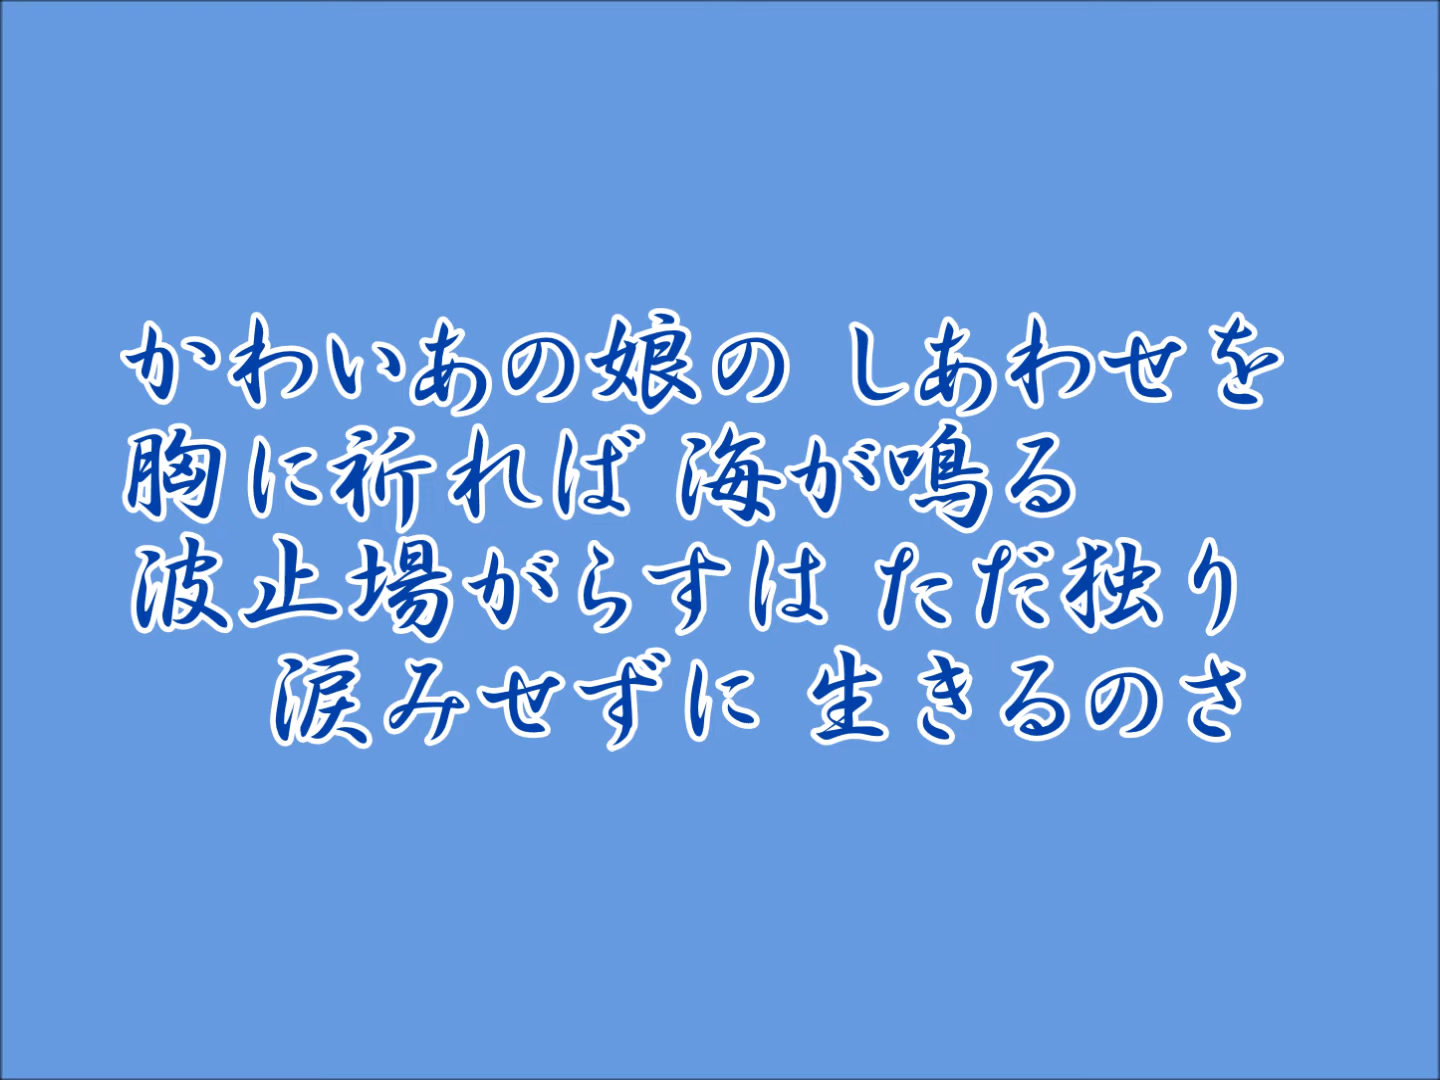 かわいあの娘の しあわせを
胸に祈れば 海が鳴る
波止場がらすは ただ独り
涙みせずに 生きるのさ